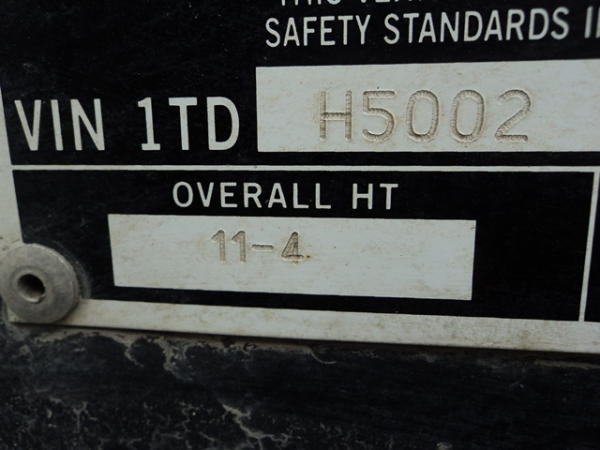 SAFETY STANDARDS
VIN 1TD H5002
OVERALL HT
11-4